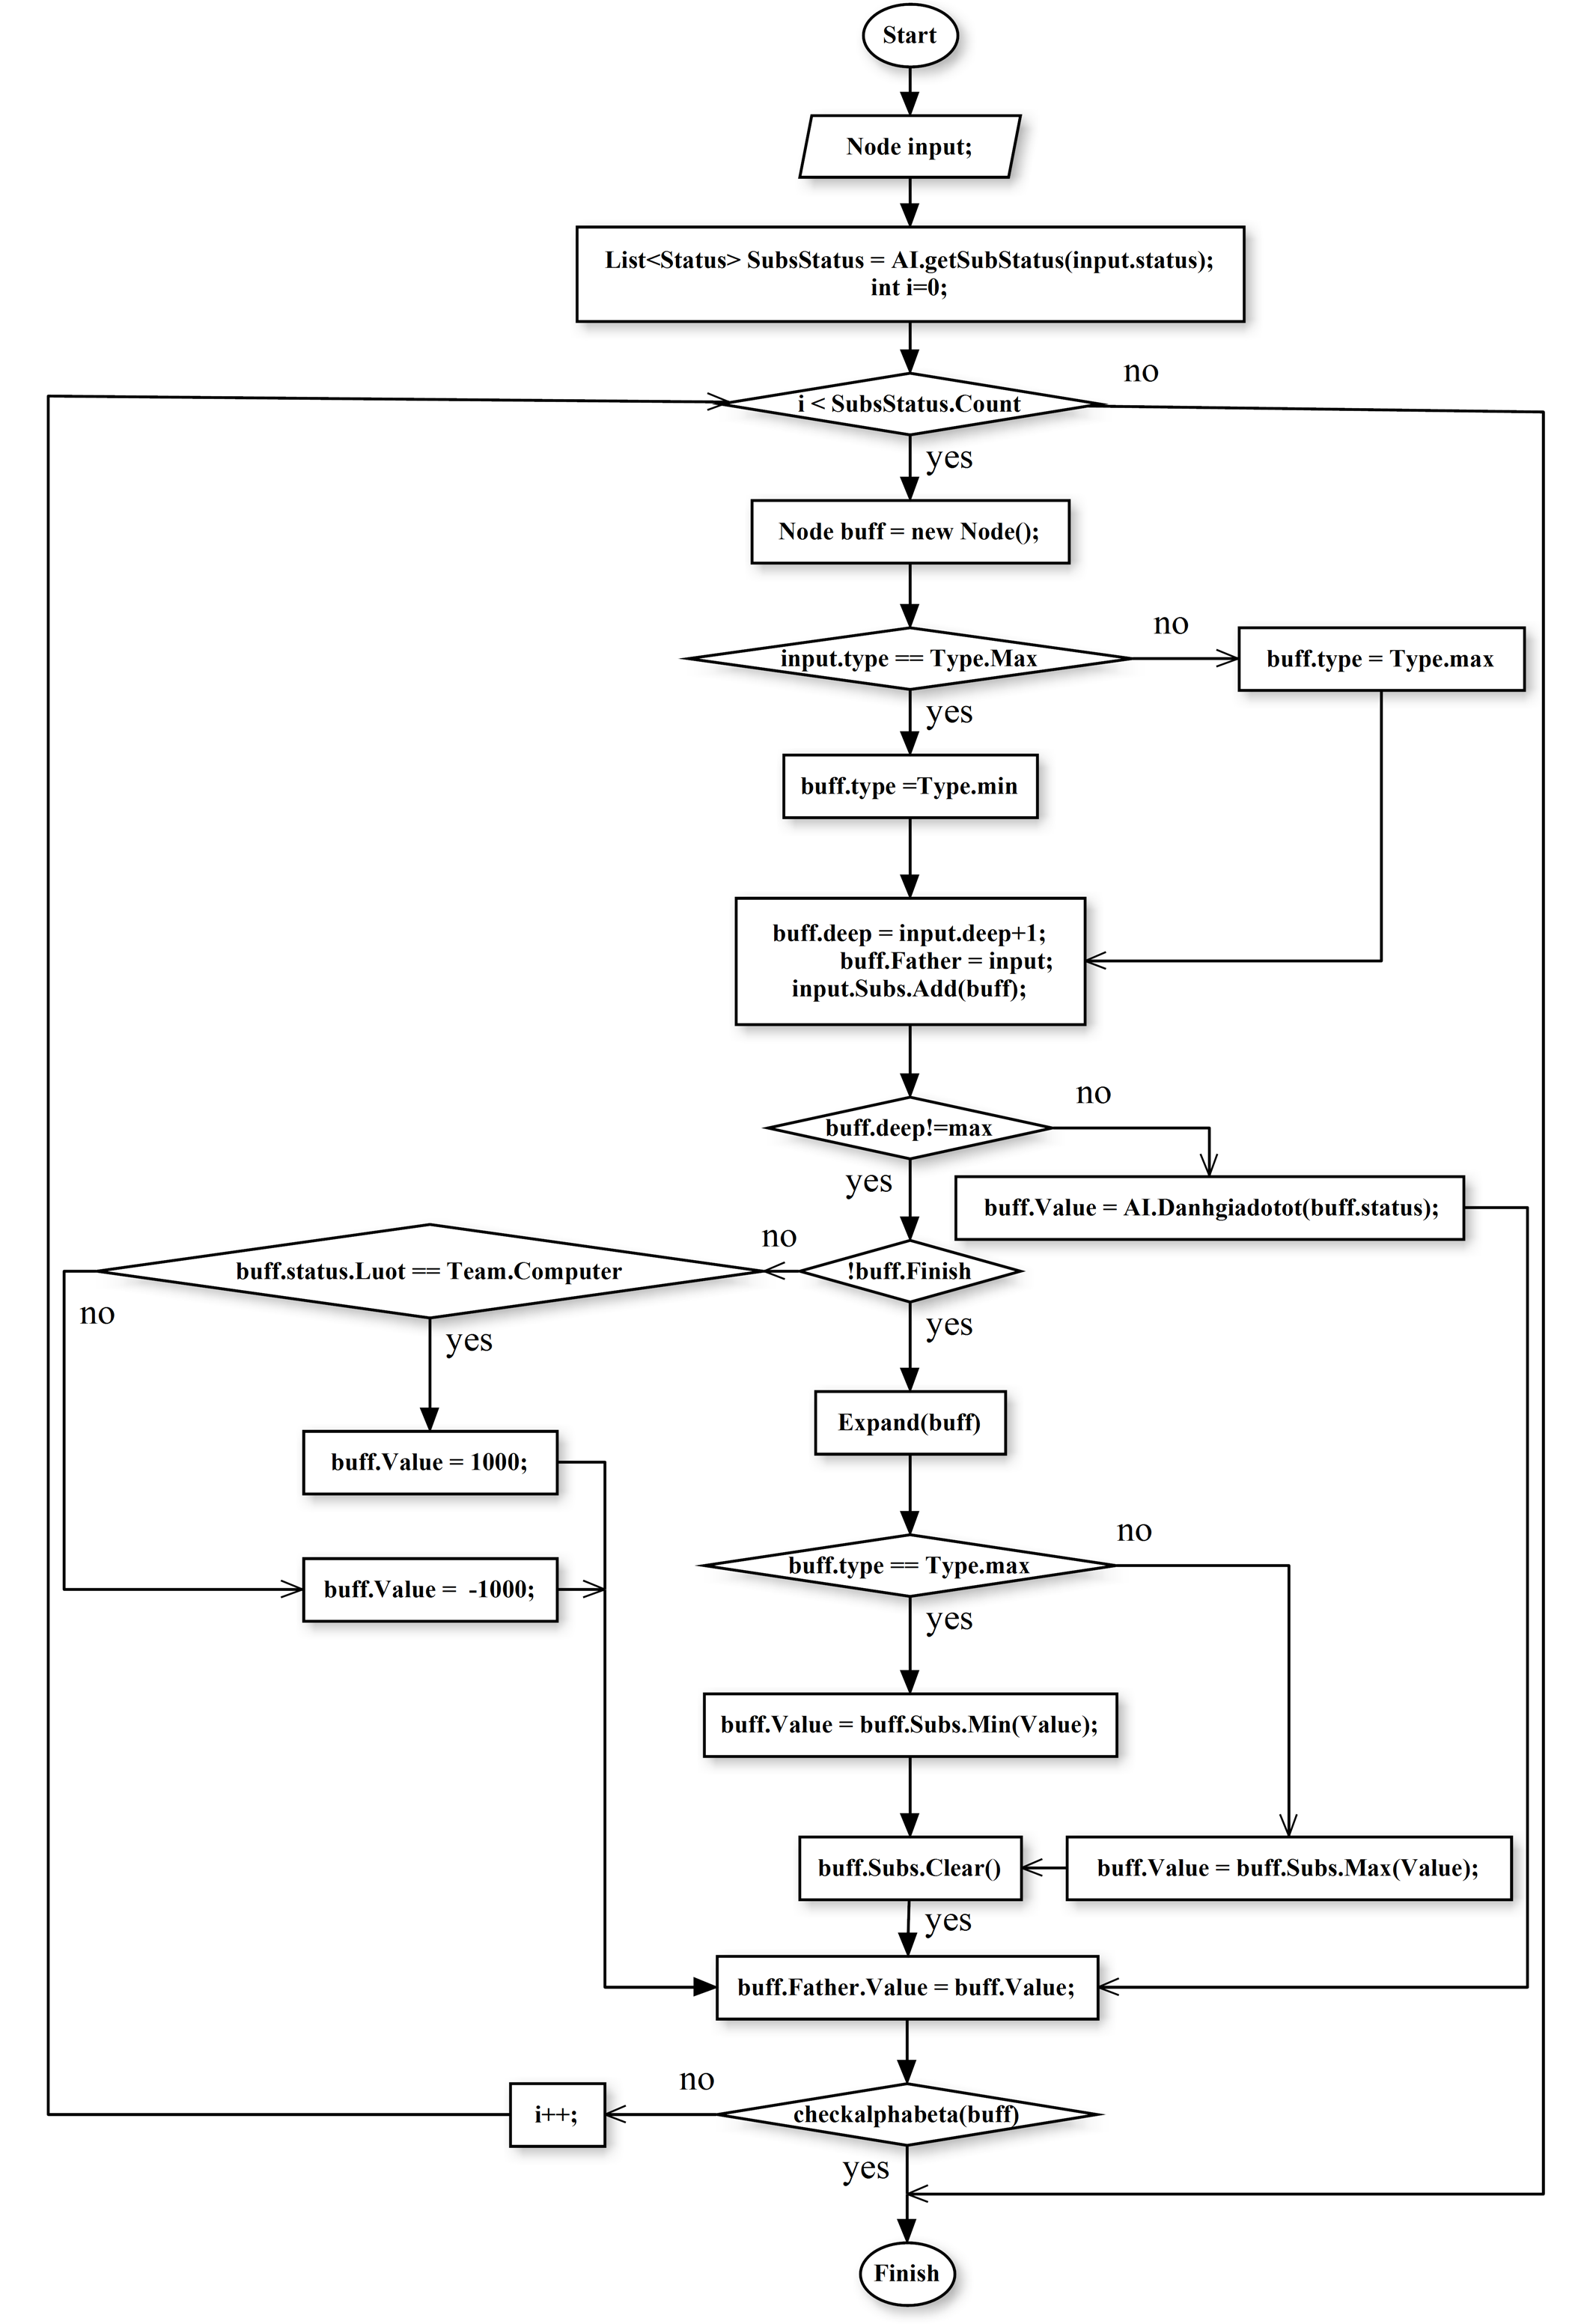 Start
Node input;
List<Status> SubsStatus = AI.getSubStatus(input.status);
int i=0;
i < SubsStatus.Count
no
yes
Node buff = new Node();
input.type == Type.Max
no
buff.type = Type.max
yes
buff.type =Type.min
buff.deep = input.deep+1;
buff.Father = input;
input.Subs.Add(buff);
buff.deep!=max
no
yes
buff.Value = AI.Danhgiadotot(buff.status);
!buff.Finish
no
buff.status.Luot == Team.Computer
no
yes
yes
Expand(buff)
buff.Value = 1000;
buff.type == Type.max
no
buff.Value =  -1000;
yes
buff.Value = buff.Subs.Min(Value);
buff.Subs.Clear()
buff.Value = buff.Subs.Max(Value);
yes
buff.Father.Value = buff.Value;
checkalphabeta(buff)
no
i++;
yes
Finish